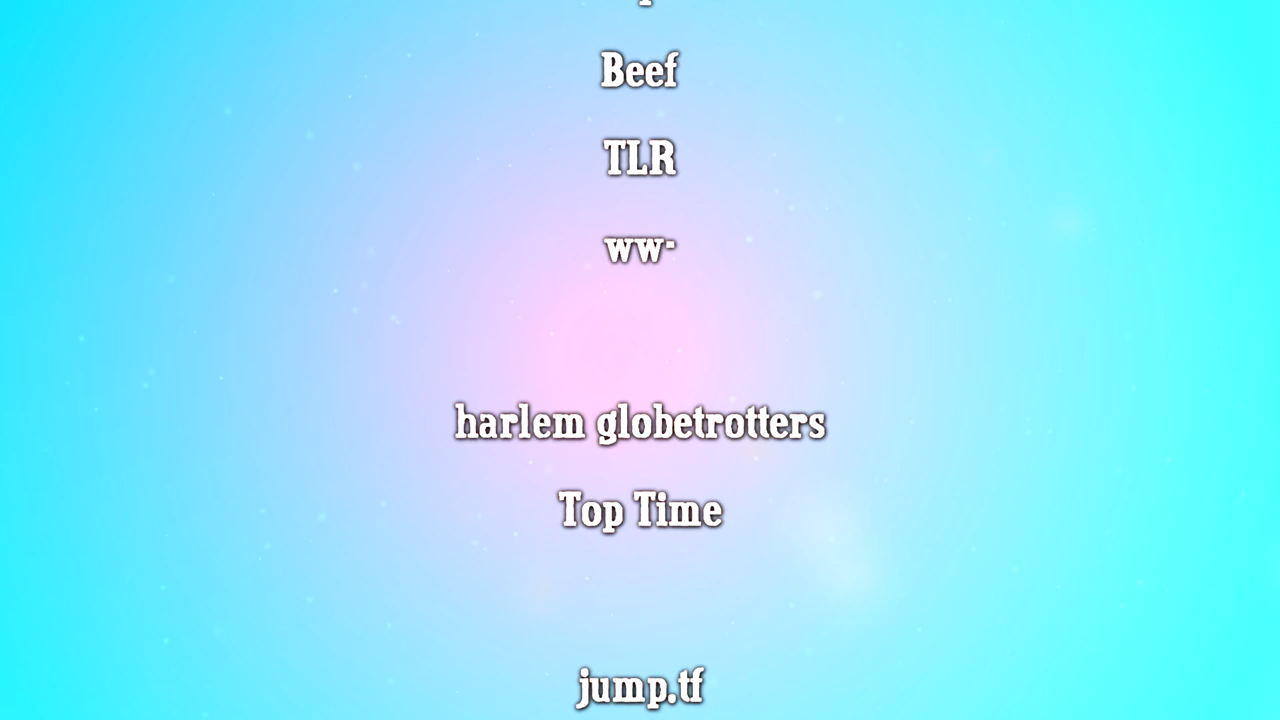 Beef
TLR
ww-
harlem globetrotters
Top Time
jump.tf